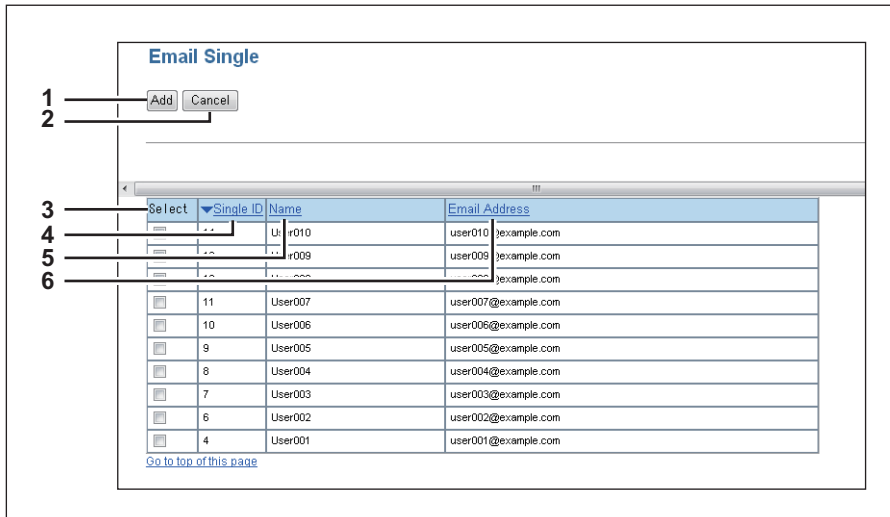 Email Single
1 Add Cancel
2
3 Select Single ID Name Email Address
4 14 User010 user010@example.com
5 User009 user009@example.com
6
11 User007 user007@example.com
10 User006 user006@example.com
9 User005 user005@example.com
8 User004 user004@example.com
7 User003 user003@example.com
6 User002 user002@example.com
4 User001 user001@example.com
Go to top of this page